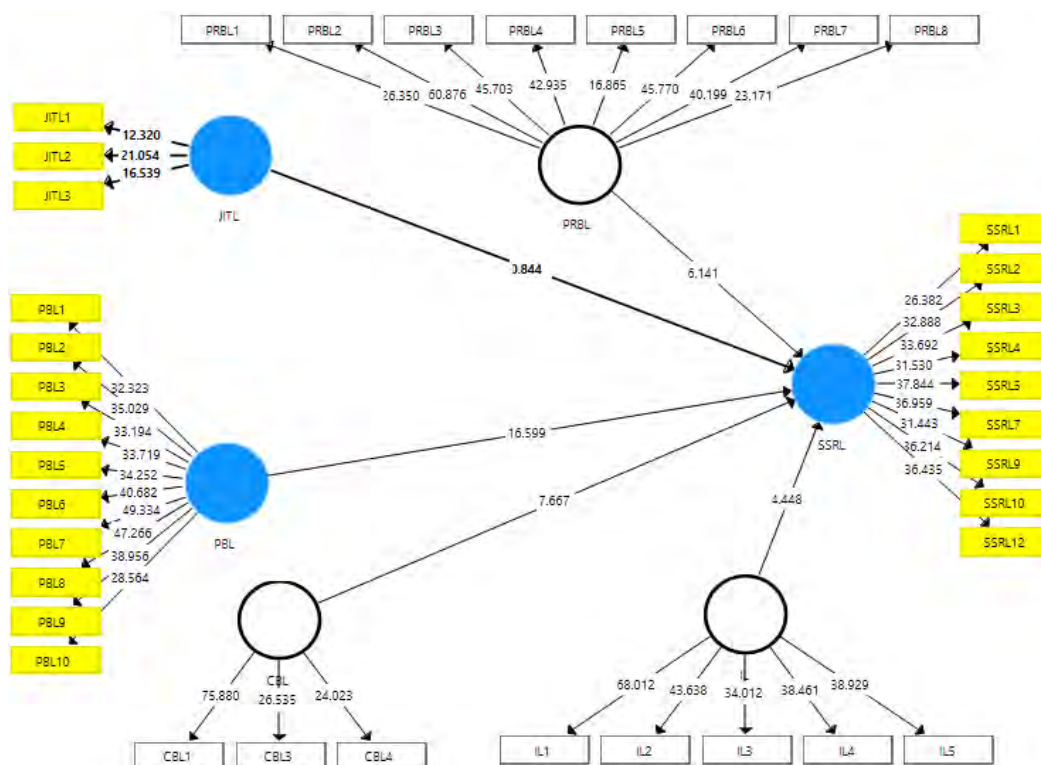 PRBL1 PRBL2 PRBL3 PRBL4 PRBL5 PRBL6 PRBL7 PRBL8
26.350 60.876 45.703 42.935 16.865 45.770 40.199 23.171
JITL1
JITL2
JITL3
12.320
21.054
16.539
JITL
PRBL
6.141
SSRL1
SSRL2
SSRL3
SSRL4
SSRL5
SSRL7
SSRL9
SSRL10
SSRL12
26.382
32.888
33.692
31.530
37.844
36.959
31.443
36.214
36.435
SSRL
PBL1
PBL2
PBL3
PBL4
PBL5
PBL6
PBL7
PBL8
PBL9
PBL10
32.323
35.029
33.194
33.719
34.252
40.682
49.334
47.266
38.956
28.564
PBL
16.599
7.667
4.448
CBL
75.880 26.535 24.023
CBL1 CBL3 CBL4
68.012 43.638 34.012 38.461 38.929
IL1 IL2 IL3 IL4 IL5